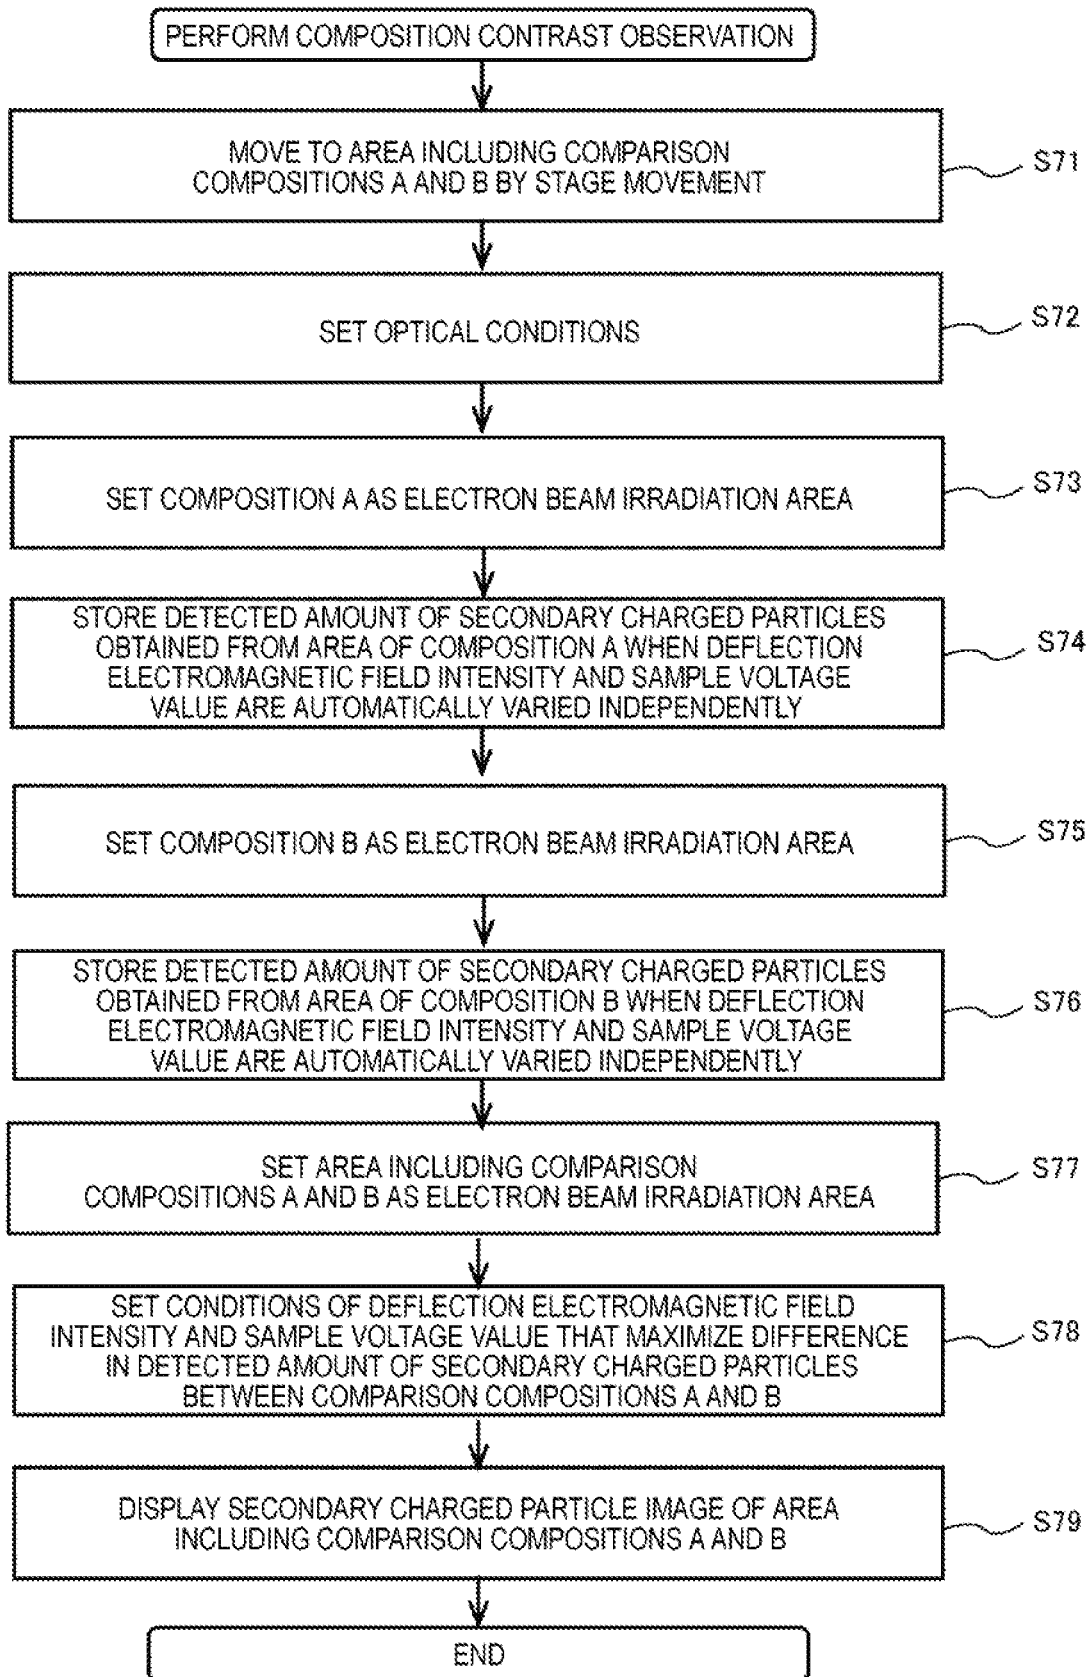 PERFORM COMPOSITION CONTRAST OBSERVATION
MOVE TO AREA INCLUDING COMPARISON
COMPOSITIONS A AND B BY STAGE MOVEMENT
S71
SET OPTICAL CONDITIONS
S72
SET COMPOSITION A AS ELECTRON BEAM IRRADIATION AREA
S73
STORE DETECTED AMOUNT OF SECONDARY CHARGED PARTICLES
OBTAINED FROM AREA OF COMPOSITION A WHEN DEFLECTION
ELECTROMAGNETIC FIELD INTENSITY AND SAMPLE VOLTAGE
VALUE ARE AUTOMATICALLY VARIED INDEPENDENTLY
S74
SET COMPOSITION B AS ELECTRON BEAM IRRADIATION AREA
S75
STORE DETECTED AMOUNT OF SECONDARY CHARGED PARTICLES
OBTAINED FROM AREA OF COMPOSITION B WHEN DEFLECTION
ELECTROMAGNETIC FIELD INTENSITY AND SAMPLE VOLTAGE
VALUE ARE AUTOMATICALLY VARIED INDEPENDENTLY
S76
SET AREA INCLUDING COMPARISON
COMPOSITIONS A AND B AS ELECTRON BEAM IRRADIATION AREA
S77
SET CONDITIONS OF DEFLECTION ELECTROMAGNETIC FIELD
INTENSITY AND SAMPLE VOLTAGE VALUE THAT MAXIMIZE DIFFERENCE
IN DETECTED AMOUNT OF SECONDARY CHARGED PARTICLES
BETWEEN COMPARISON COMPOSITIONS A AND B
S78
DISPLAY SECONDARY CHARGED PARTICLE IMAGE OF AREA
INCLUDING COMPARISON COMPOSITIONS A AND B
S79
END